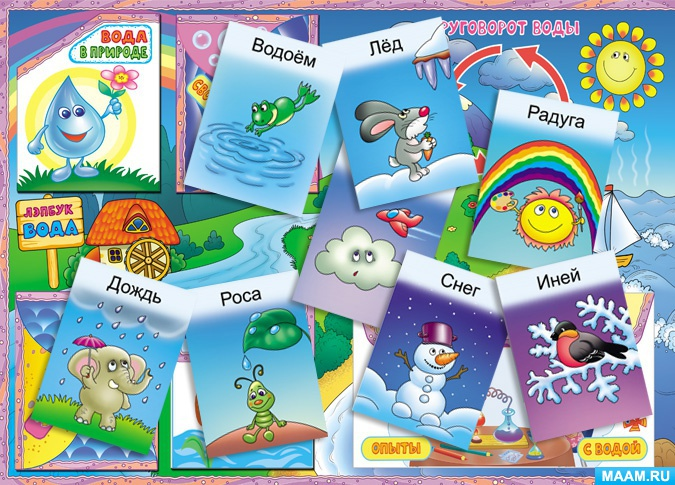 ВОДА
В ПРИРОДЕ
Водоём
Лёд
РУГОВОРОТ ВОДЫ
Радуга
ЛЭПБУК
ВОДА
Дождь
Роса
Снег
Иней
ОПЫТЫ
С ВОДОЙ
MAAM.RU